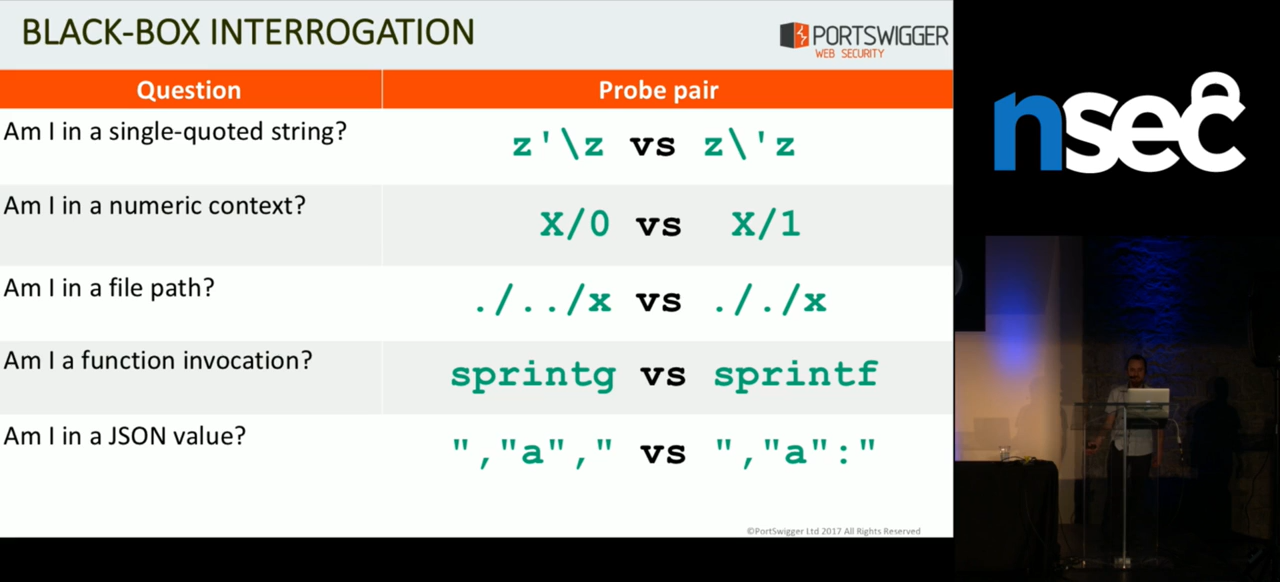 BLACK-BOX INTERROGATION
PORTSWIGGER
WEB SECURITY
Question Probe pair
Am I in a single-quoted string? z'\z vs z\'z
Am I in a numeric context? X/0 vs X/1
Am I in a file path? ./../x vs ././x
Am I a function invocation? sprintg vs sprintf
Am I in a JSON value? ","a"," vs ","a":"
©PortSwigger Ltd 2017 All Rights Reserved
nsec